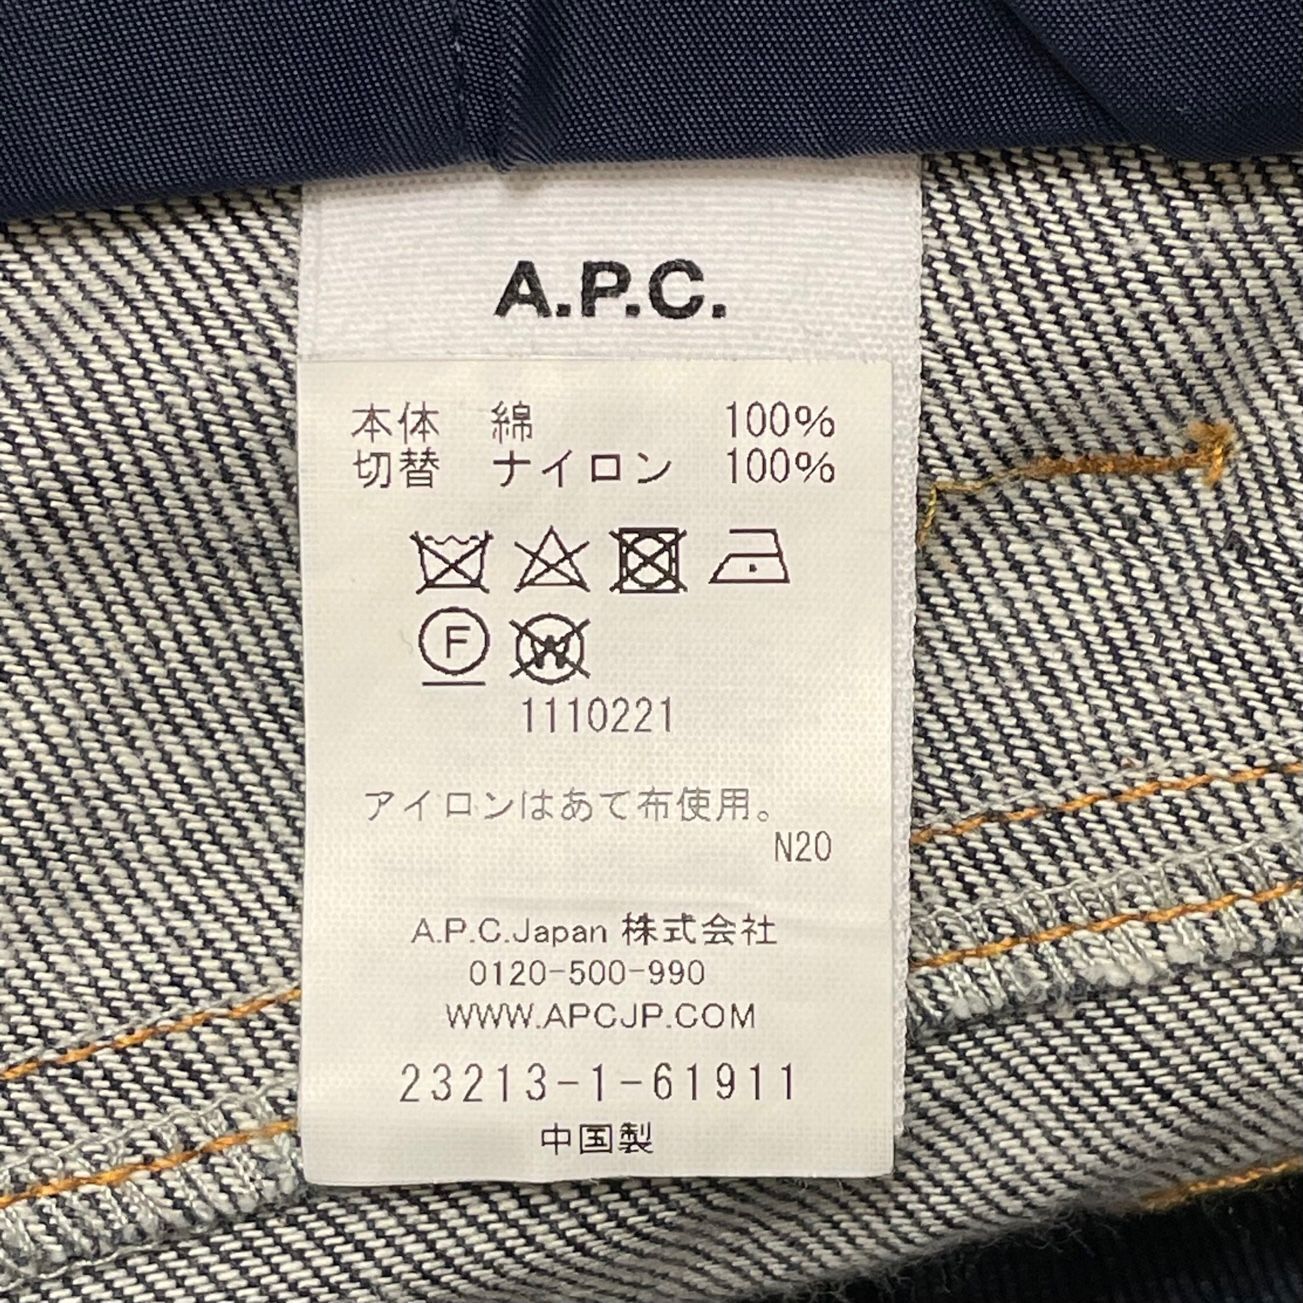 A.P.C.
本体 綿 100%
切替 ナイロン 100%
F
W
1110221
アイロンはあて布使用。
N20
A.P.C.Japan 株式会社
0120-500-990
WWW.APCJP.COM
23213-1-61911
中国製